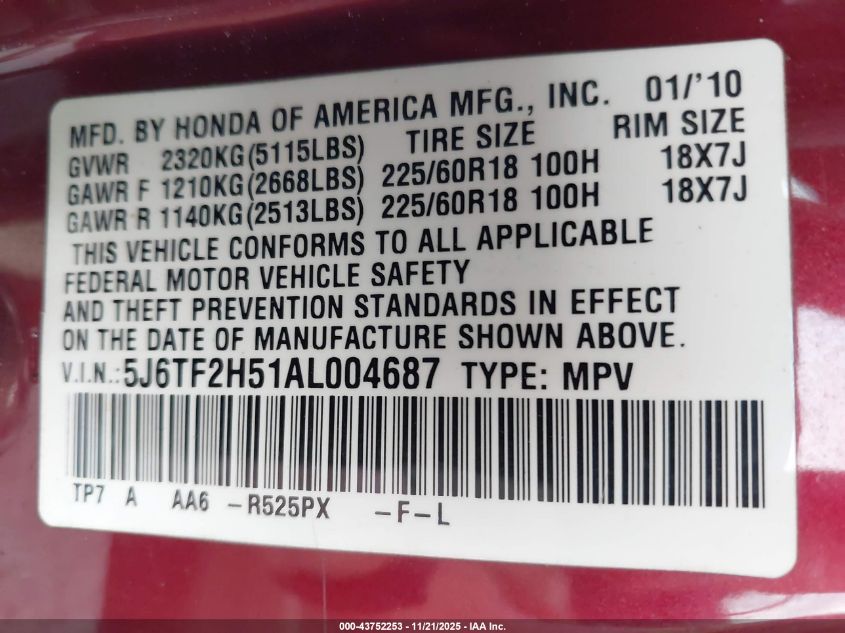 MFD. BY HONDA OF AMERICA MFG., INC. 01/'10
GVWR 2320KG(5115LBS) TIRE SIZE RIM SIZE
GAWR F 1210KG(2668LBS) 225/60R18 100H 18X7J
GAWR R 1140KG(2513LBS) 225/60R18 100H 18X7J
THIS VEHICLE CONFORMS TO ALL APPLICABLE
FEDERAL MOTOR VEHICLE SAFETY
AND THEFT PREVENTION STANDARDS IN EFFECT
ON THE DATE OF MANUFACTURE SHOWN ABOVE.
V.I.N.: 5J6TF2H51AL004687 TYPE: MPV
TP7 A AA6 -R525PX -F-L
000-43752253 - 11/21/2025 - IAA Inc.